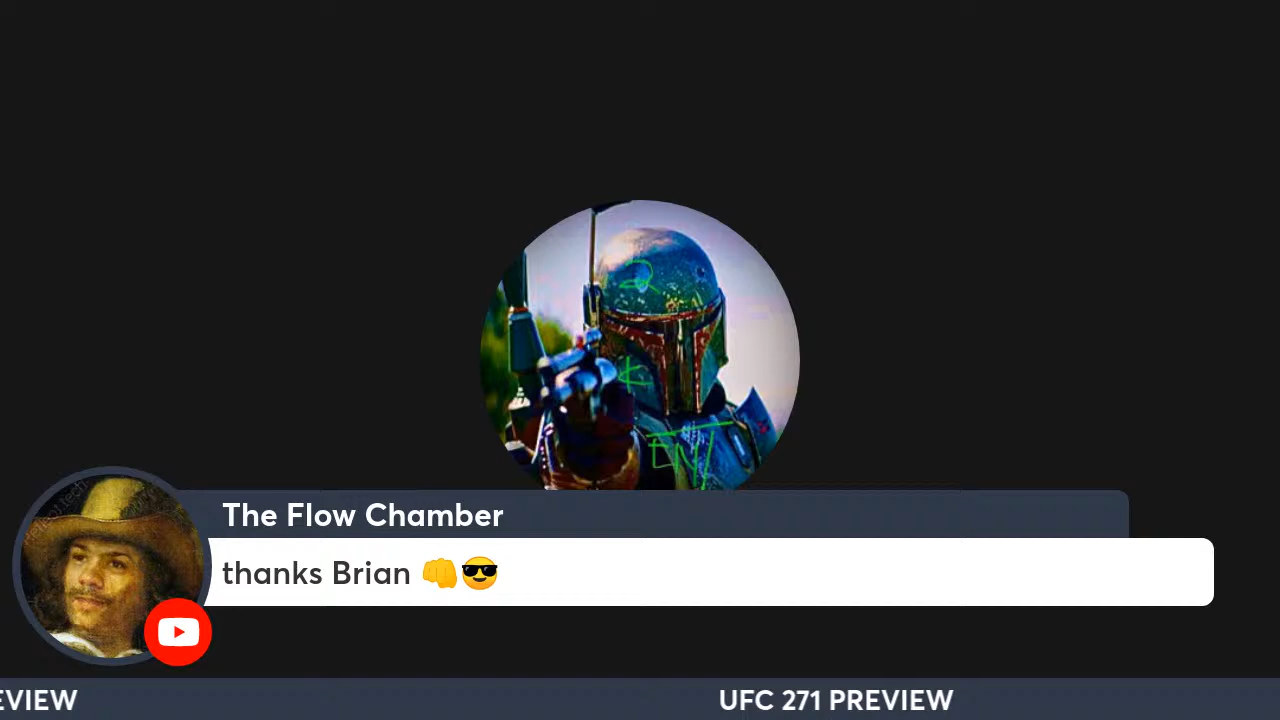 The Flow Chamber
thanks Brian 👊😎
EVIEW
UFC 271 PREVIEW